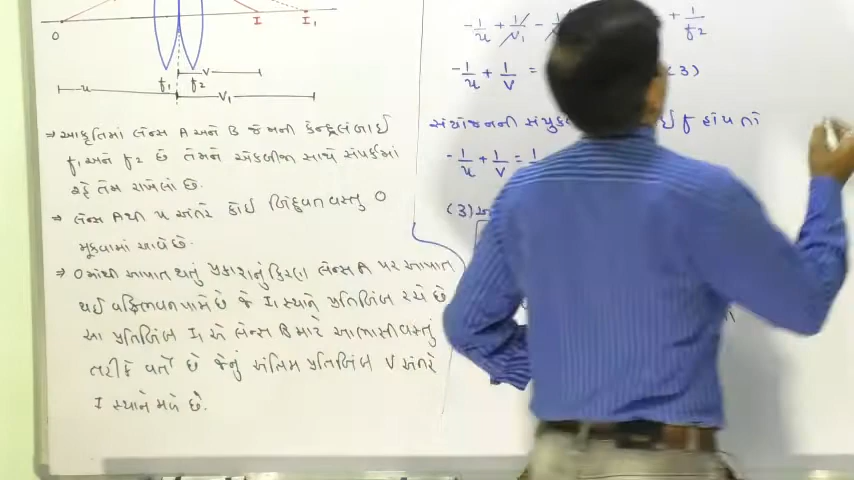 O
I
I₁
f₁
f₂
v
u
v₁
⇒ આકૃતિમાં લેન્સ A અને B જેમની કેન્દ્રલંબાઈ
f₁ અને f₂ છે તેમને એકબીજા સાથે સંપર્કમાં
રહે તેમ રાખેલાં છે.
⇒ લેન્સ A થી u અંતરે કોઈ બિંદુવત વસ્તુ O
મૂકવામાં આવે છે.
⇒ O માંથી આપાત થતું પ્રકાશનું કિરણ લેન્સ A પર આપાત
થઈ વક્રિભવન પામે છે જે I₁ સ્થાને પ્રતિબિંબ રચે છે
આ પ્રતિબિંબ I₁ એ લેન્સ B માટે આભાસી વસ્તુ
તરીકે વર્તે છે જેનું અંતિમ પ્રતિબિંબ v અંતરે
I સ્થાને મળે છે.
-1/u + 1/v₁ - + 1/f₂
-1/u + 1/v = (3)
સંયોજનની f હોય તો
-1/u + 1/v = 1
(3)